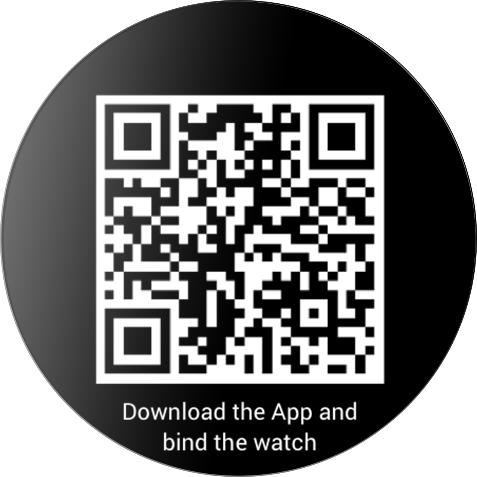 Download the App and
bind the watch